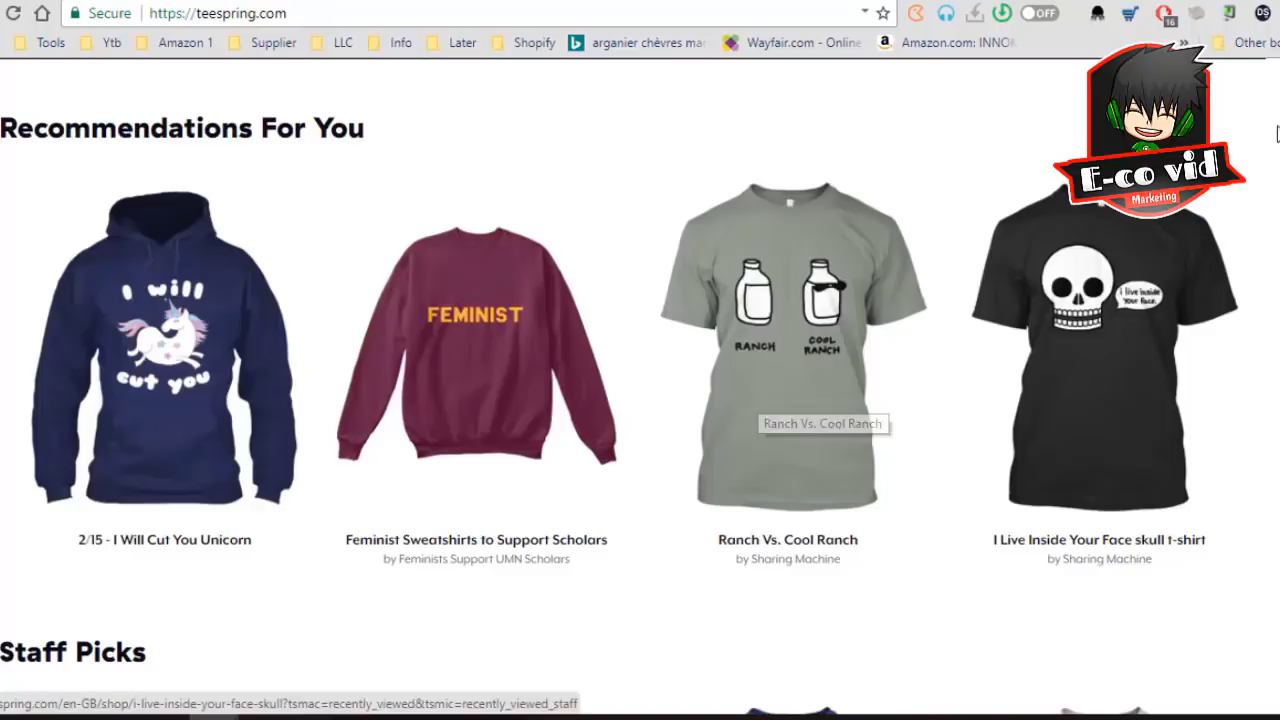 Secure
https://teespring.com
OFF
16
DS
Tools
Ytb
Amazon 1
Supplier
LLC
Info
Later
Shopify
arganier chèvres mar
Wayfair.com - Online
Amazon.com: INNOK
»
Other bo
E-co vid
Marketing
Recommendations For You
I will
cut you
FEMINIST
RANCH
COOL
RANCH
i live inside
your face.
Ranch Vs. Cool Ranch
2/15 - I Will Cut You Unicorn
Feminist Sweatshirts to Support Scholars
by Feminists Support UMN Scholars
Ranch Vs. Cool Ranch
by Sharing Machine
I Live Inside Your Face skull t-shirt
by Sharing Machine
Staff Picks
spring.com/en-GB/shop/i-live-inside-your-face-skull?tsmac=recently_viewed&tsmic=recently_viewed_staff